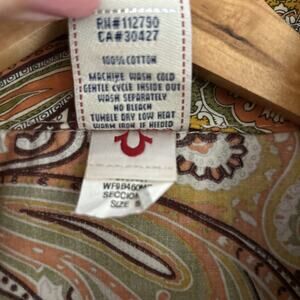 RN#112790
CA#30427
100% COTTON
MACHINE WASH COLD
GENTLE CYCLE INSIDE OUT
WASH SEPARATELY
NO BLEACH
TUMBLE DRY LOW HEAT
WARM IRON IF NEEDED
SECCION
SIZE